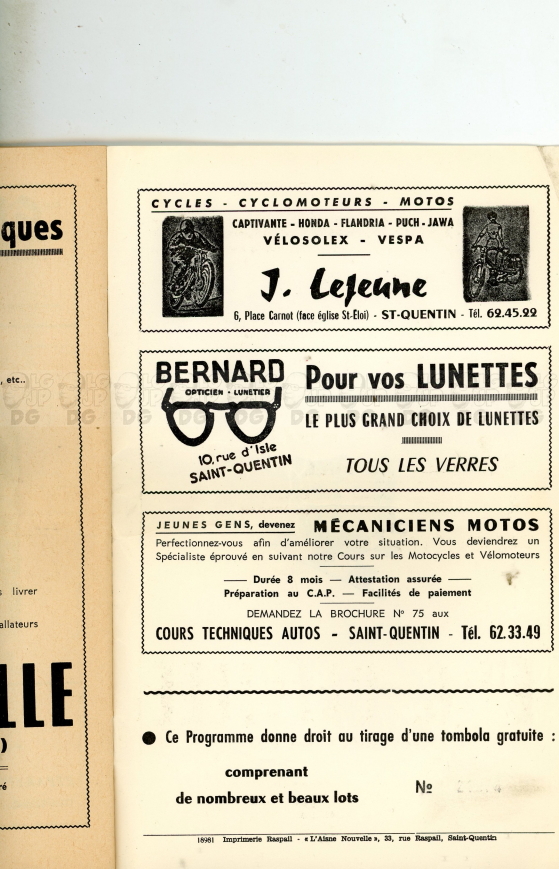 ques
, etc..
livrer
allateurs
LLE
)
ré
CYCLES - CYCLOMOTEURS - MOTOS
CAPTIVANTE - HONDA - FLANDRIA - PUCH - JAWA
VÉLOSOLEX - VESPA
J. Lejeune
6, Place Carnot (face église St-Éloi) - ST-QUENTIN - Tél. 62.45.22
BERNARD
OPTICIEN - LUNETIER
10, rue d'Isle
SAINT-QUENTIN
Pour vos LUNETTES
LE PLUS GRAND CHOIX DE LUNETTES
TOUS LES VERRES
JEUNES GENS, devenez MÉCANICIENS MOTOS
Perfectionnez-vous afin d'améliorer votre situation. Vous deviendrez un
Spécialiste éprouvé en suivant notre Cours sur les Motocycles et Vélomoteurs
Durée 8 mois — Attestation assurée
Préparation au C.A.P. — Facilités de paiement
DEMANDEZ LA BROCHURE N° 75 aux
COURS TECHNIQUES AUTOS - SAINT-QUENTIN - Tél. 62.33.49
● Ce Programme donne droit au tirage d'une tombola gratuite :
comprenant
de nombreux et beaux lots
N°
18981 Imprimerie Raspail - « L'Aisne Nouvelle », 33, rue Raspail, Saint-Quentin